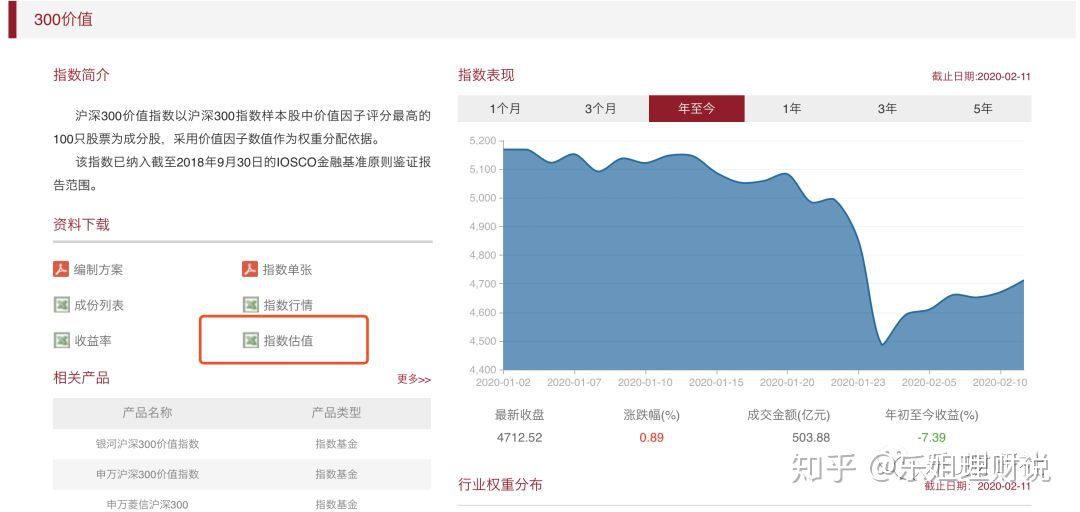 300价值
指数简介
沪深300价值指数以沪深300指数样本股中价值因子评分最高的
100只股票为成分股，采用价值因子数值作为权重分配依据。
该指数已纳入截至2018年9月30日的IOSCO金融基准原则鉴证报
告范围。
资料下载
编制方案
指数单张
成份列表
指数行情
收益率
指数估值
相关产品
更多>>
产品名称 产品类型
银河沪深300价值指数 指数基金
申万沪深300价值指数 指数基金
申万菱信沪深300 指数基金
指数表现
截止日期:2020-02-11
1个月 3个月 年至今 1年 3年 5年
5,200
5,100
5,000
4,900
4,800
4,700
4,600
4,500
4,400
2020-01-02 2020-01-07 2020-01-10 2020-01-15 2020-01-20 2020-01-23 2020-02-05 2020-02-10
最新收盘 涨跌幅(%) 成交金额(亿元) 年初至今收益(%)
4712.52 0.89 503.88 -7.39
行业权重分布
截止日期: 2020-02-11
知乎 @乐姐理财说